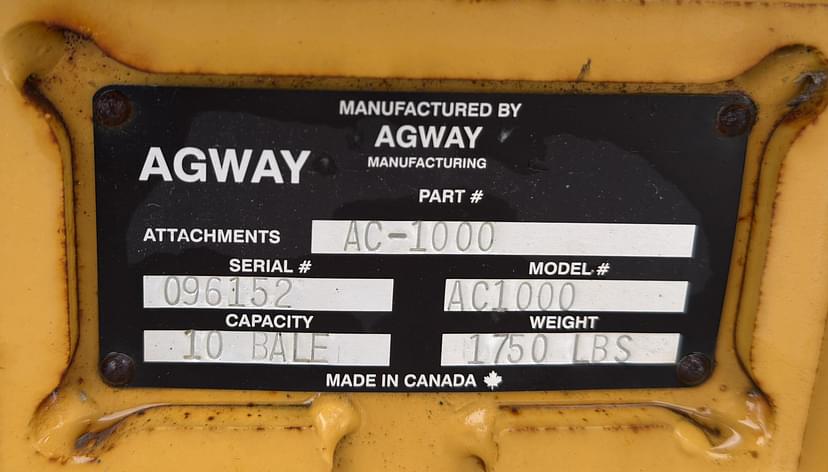 MANUFACTURED BY
AGWAY
MANUFACTURING
AGWAY
PART #
ATTACHMENTS AC-1000
SERIAL # MODEL #
096152 AC1000
CAPACITY WEIGHT
10 BALE 1750 LBS
MADE IN CANADA